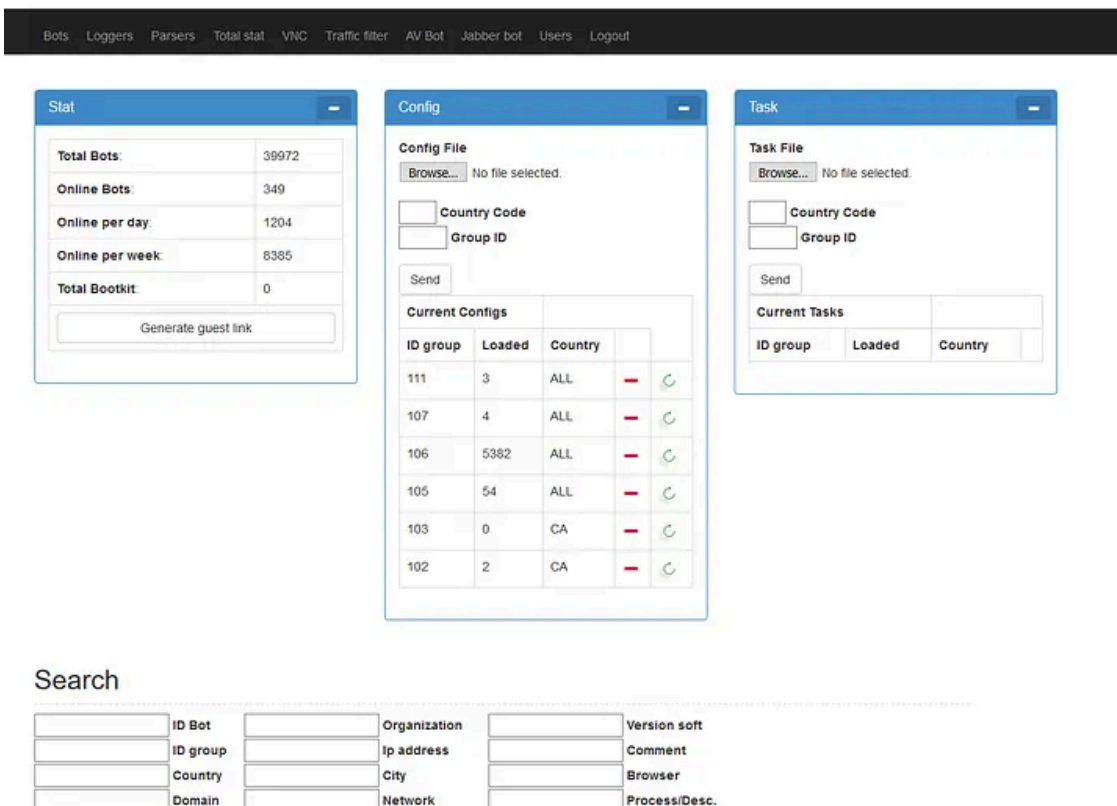 Bots Loggers Parsers Total stat VNC Traffic filter AV Bot Jabber bot Users Logout
Stat
Total Bots: 39972
Online Bots: 349
Online per day: 1204
Online per week: 8385
Total Bootkit: 0
Generate guest link
Config
Config File
Browse... No file selected.
Country Code
Group ID
Send
Current Configs
ID group Loaded Country
111 3 ALL
107 4 ALL
106 5382 ALL
105 54 ALL
103 0 CA
102 2 CA
Task
Task File
Browse... No file selected.
Country Code
Group ID
Send
Current Tasks
ID group Loaded Country
Search
ID Bot Organization Version soft
ID group Ip address Comment
Country City Browser
Domain Network Process/Desc.